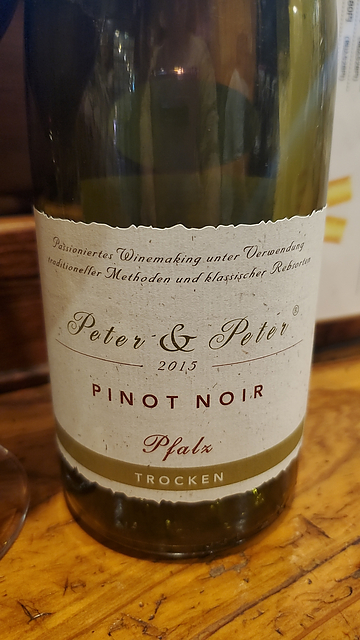 Passioniertes Winemaking unter Verwendung
traditioneller Methoden und klassischer Rebsorten
Peter & Peter®
2015
PINOT NOIR
Pfalz
TROCKEN